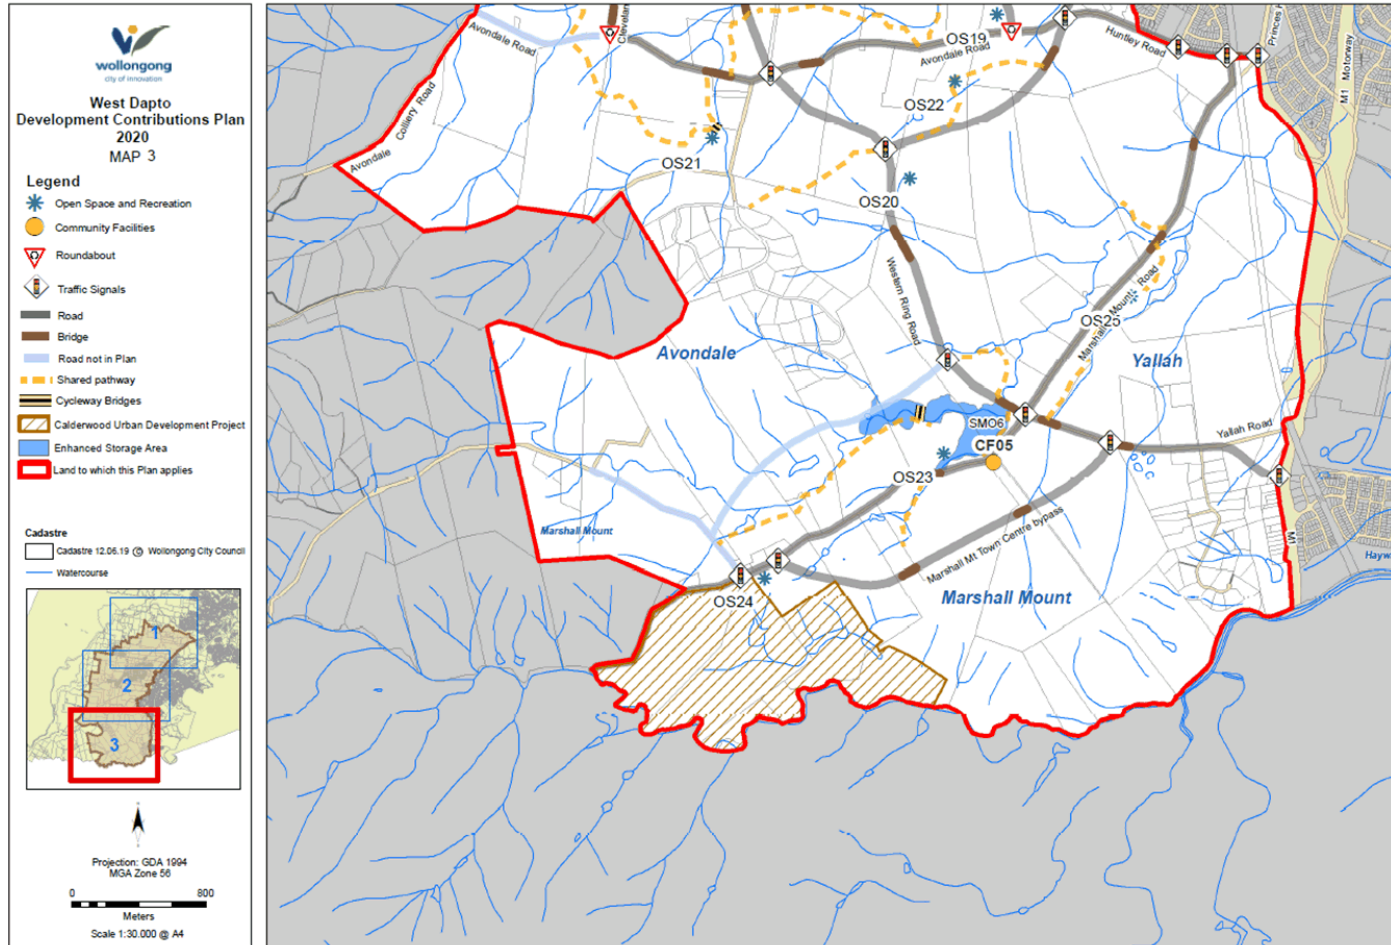 wollongong
city of innovation
West Dapto
Development Contributions Plan
2020
MAP 3
Legend
Open Space and Recreation
Community Facilities
Roundabout
Traffic Signals
Road
Bridge
Road not in Plan
Shared pathway
Cycleway Bridges
Calderwood Urban Development Project
Enhanced Storage Area
Land to which this Plan applies
Cadastre
Cadastre 12.06.19 © Wollongong City Council
Watercourse
1
2
3
Projection: GDA 1994
MGA Zone 56
0 800
Meters
Scale 1:30.000 @ A4
Avondale Road
Cleveland
OS19
Avondale Road
Huntley Road
Princes H
M1 Motorway
Avondale Colliery Road
OS22
OS21
OS20
Western Ring Road
OS25
Marshall Mount Road
Avondale
Yallah
SMO6
CF05
Yallah Road
OS23
Marshall Mount
Marshall Mt Town Centre bypass
M1
Hayw
OS24
Marshall Mount